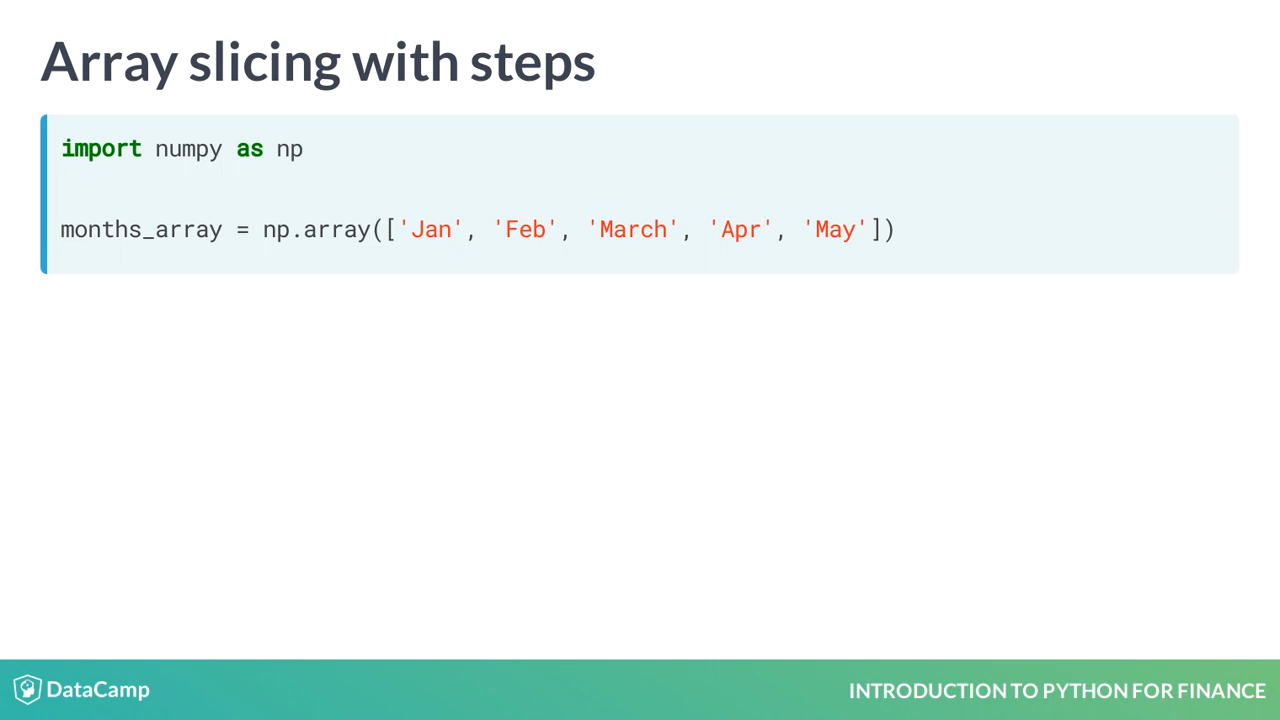 Array slicing with steps
import numpy as np
months_array = np.array(['Jan', 'Feb', 'March', 'Apr', 'May'])
DataCamp
INTRODUCTION TO PYTHON FOR FINANCE